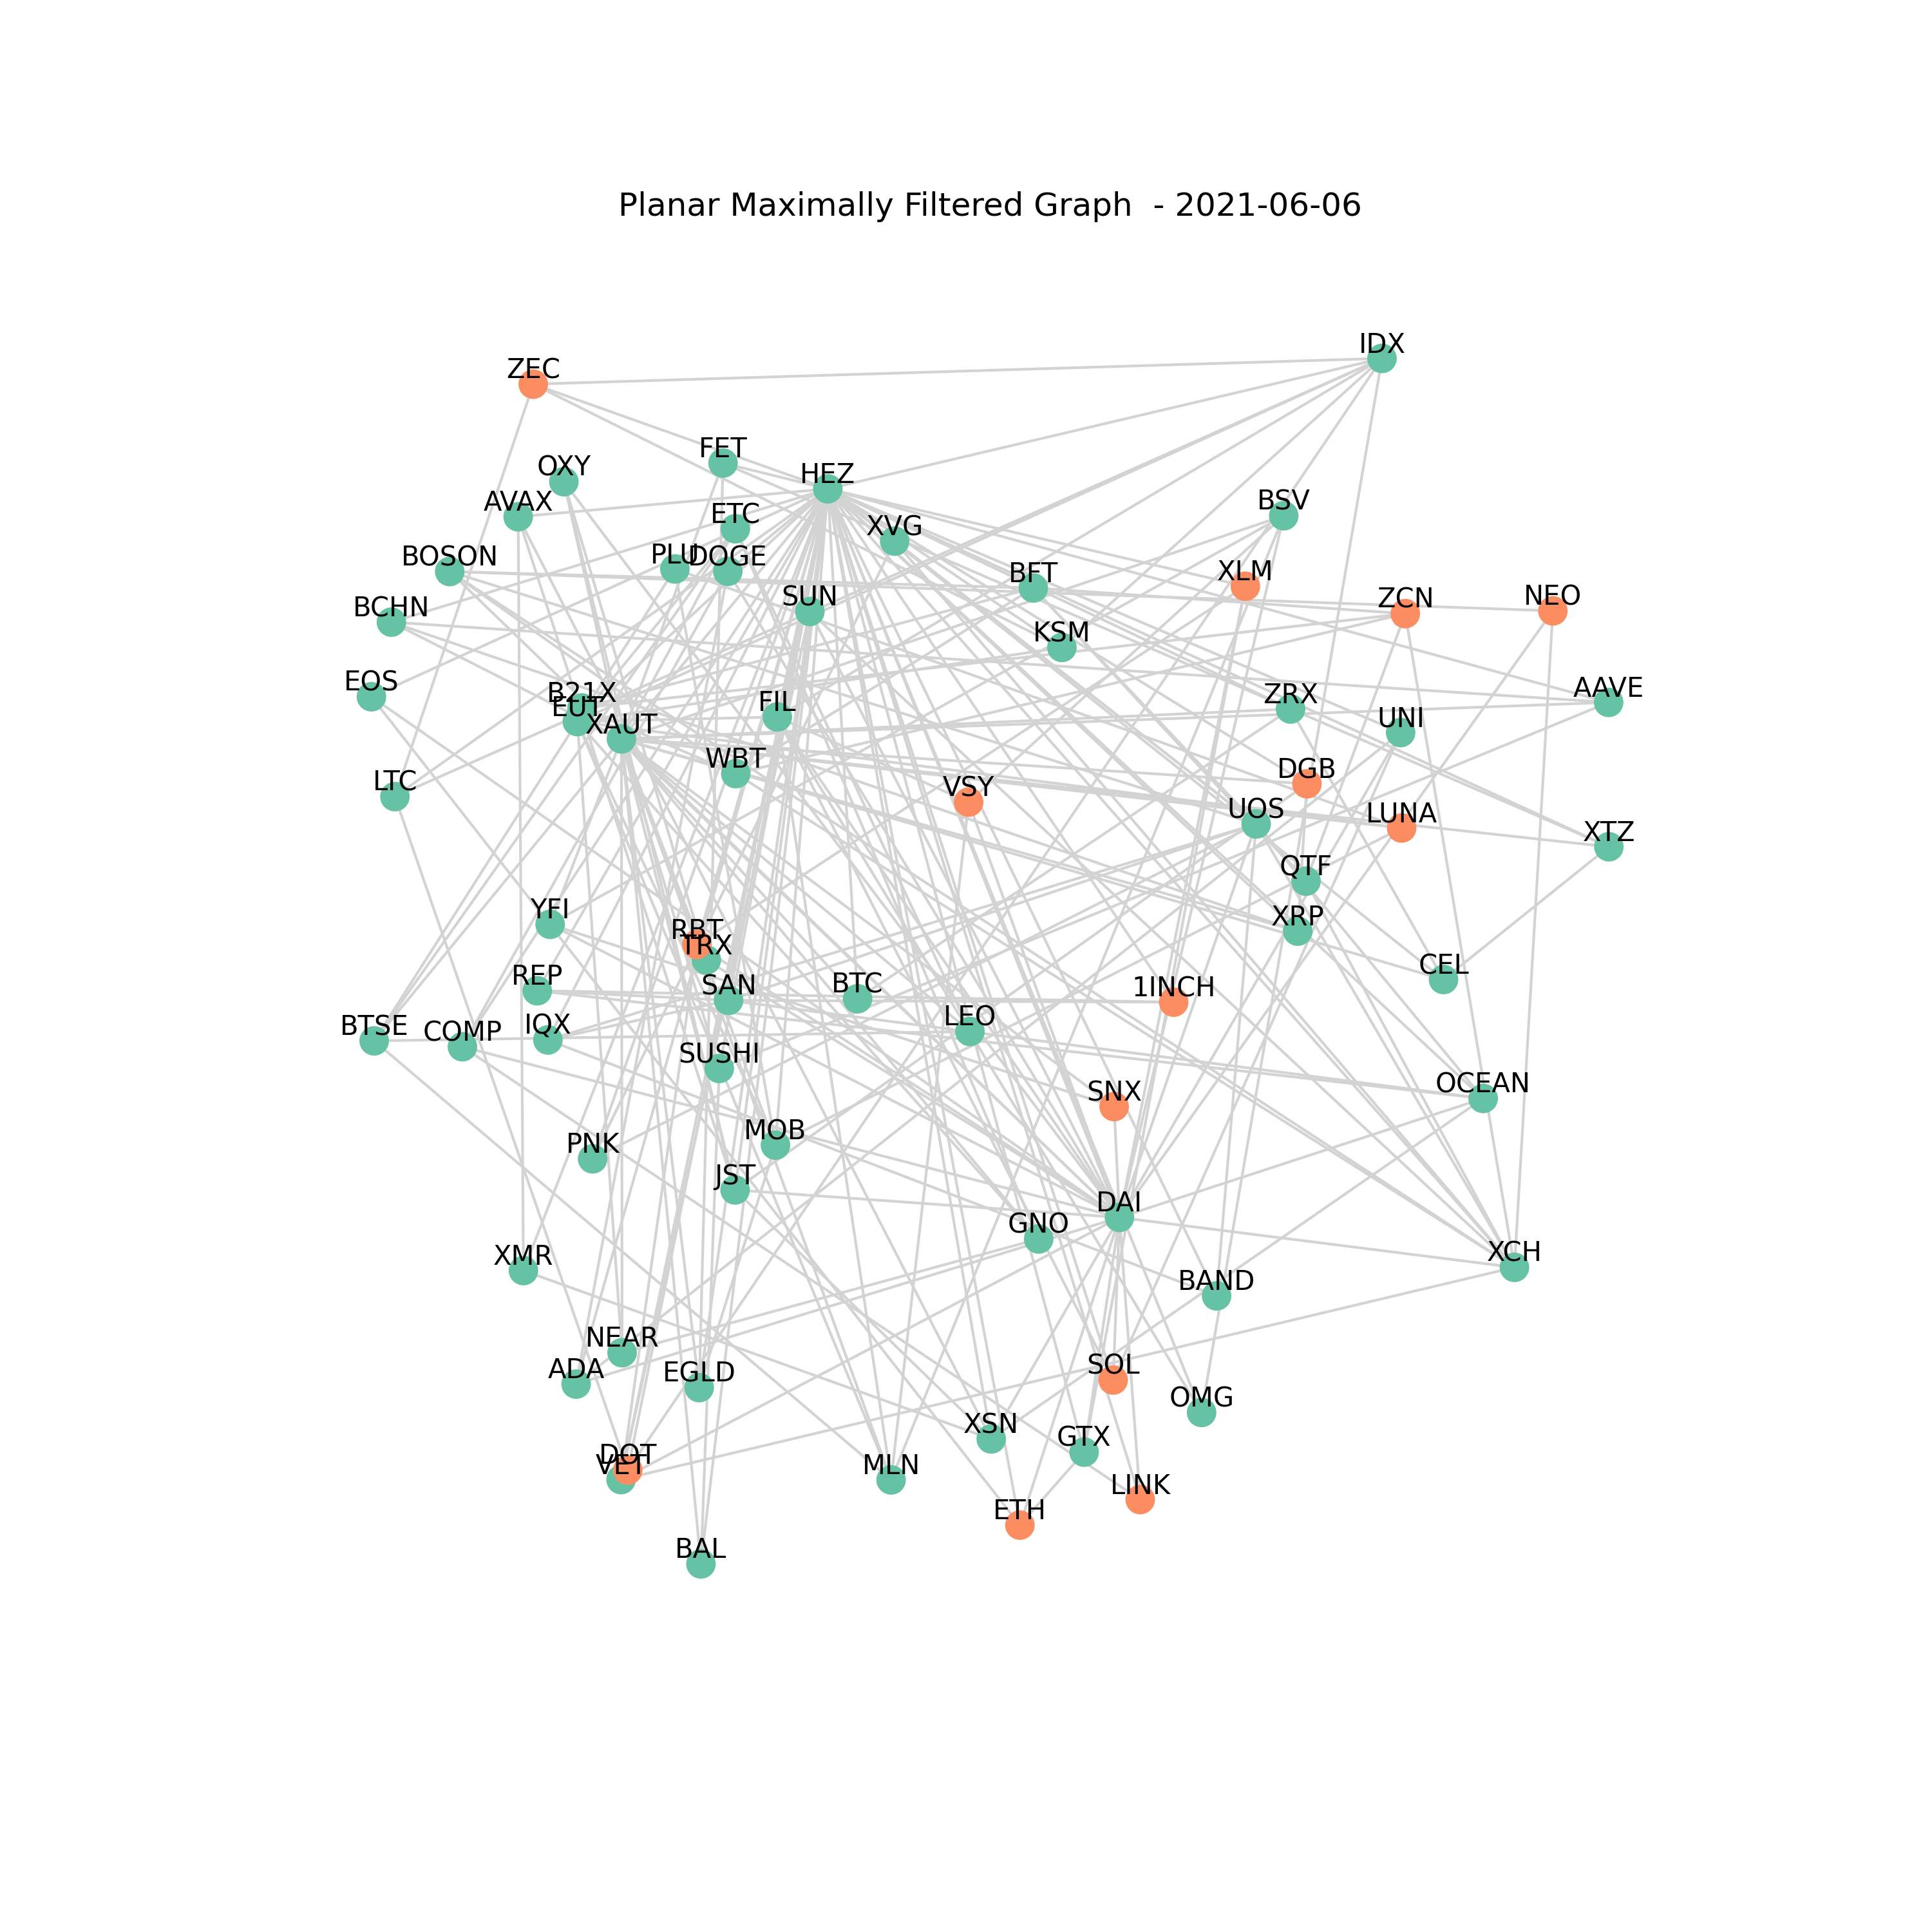 Planar Maximally Filtered Graph - 2021-06-06
IDX
ZEC
FET
OXY
HEZ
AVAX
ETC
BSV
XVG
BOSON
PLU
DOGE
BFT
XLM
SUN
ZCN
NEO
BCHN
KSM
EOS
B21X
EUT
FIL
ZRX
AAVE
XAUT
UNI
WBT
DGB
LTC
VSY
UOS
LUNA
XTZ
QTF
YFI
RBT
XRP
TRX
REP
SAN
BTC
1INCH
CEL
BTSE
COMP
IQX
LEO
SUSHI
SNX
OCEAN
PNK
MOB
JST
DAI
GNO
XMR
BAND
XCH
NEAR
ADA
EGLD
SOL
OMG
XSN
GTX
DOT
VET
MLN
LINK
ETH
BAL